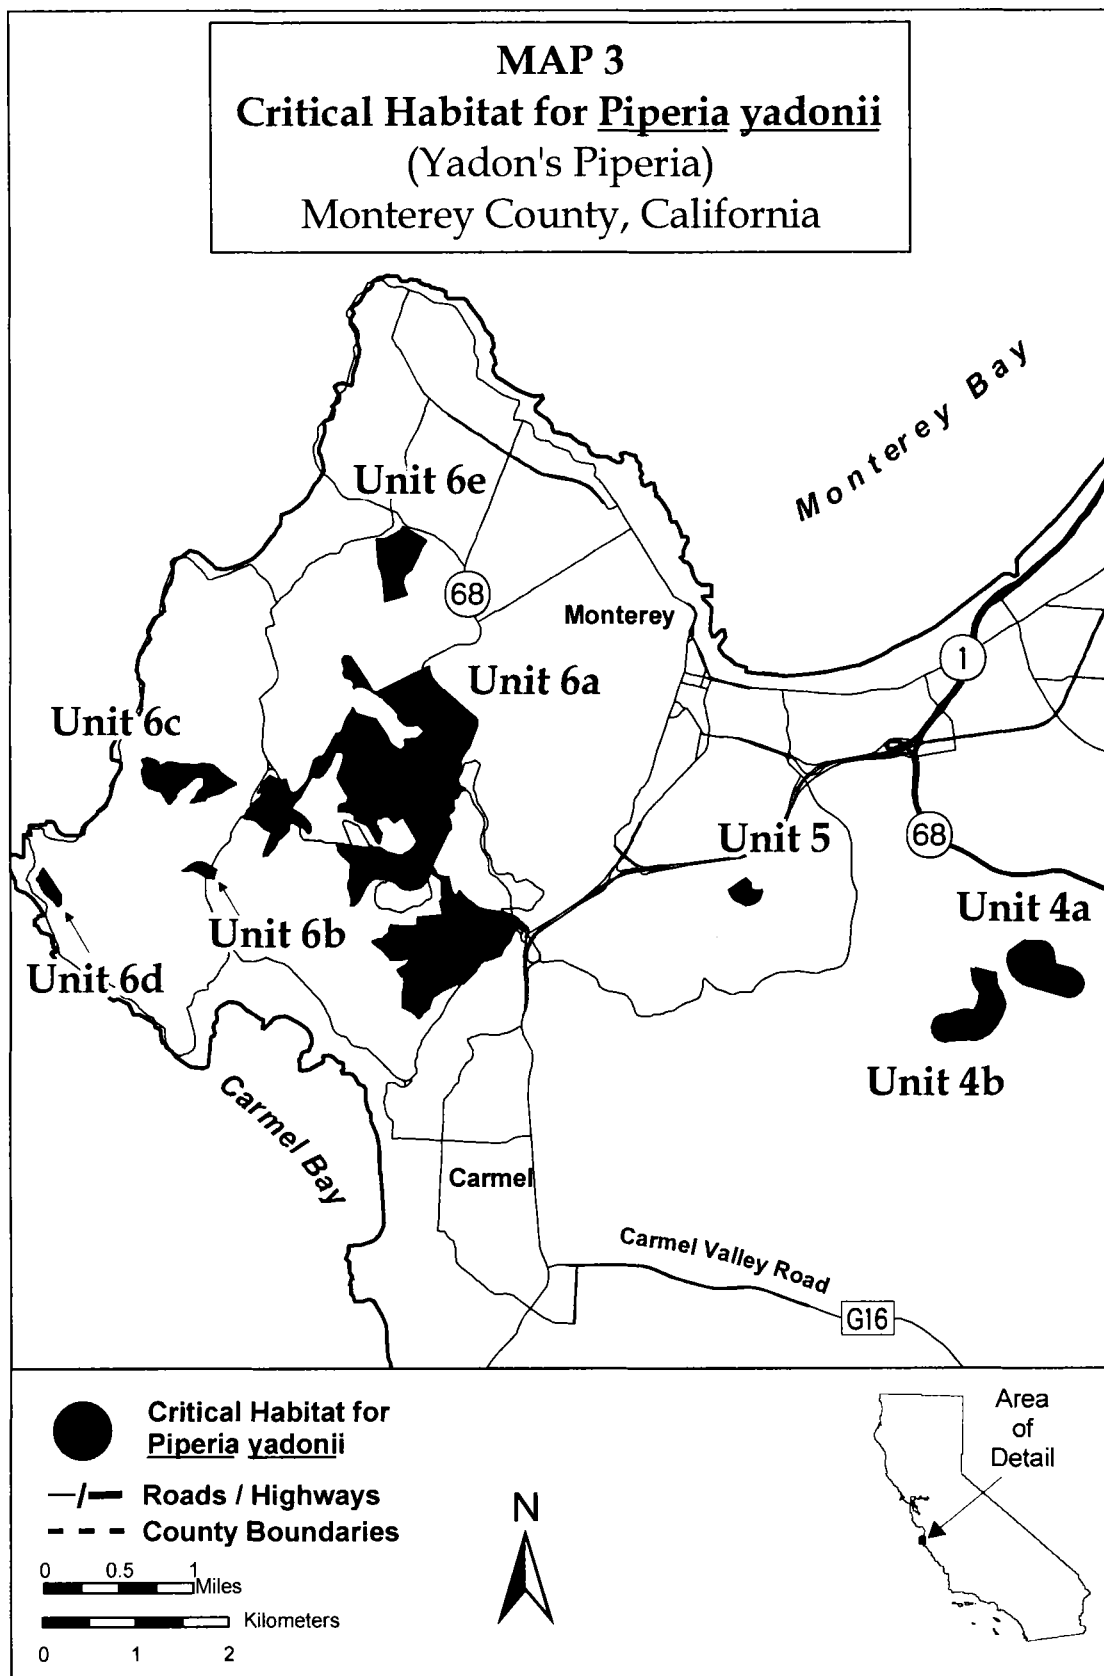 MAP 3
Critical Habitat for Piperia yadonii
(Yadon's Piperia)
Monterey County, California
Monterey Bay
Unit 6e
68
Monterey
1
Unit 6a
Unit 6c
Unit 5
68
Unit 4a
Unit 6b
Unit 6d
Unit 4b
Carmel Bay
Carmel
Carmel Valley Road
G16
Critical Habitat for
Piperia yadonii
Roads / Highways
County Boundaries
0 0.5 1
Miles
Kilometers
0 1 2
N
Area
of
Detail